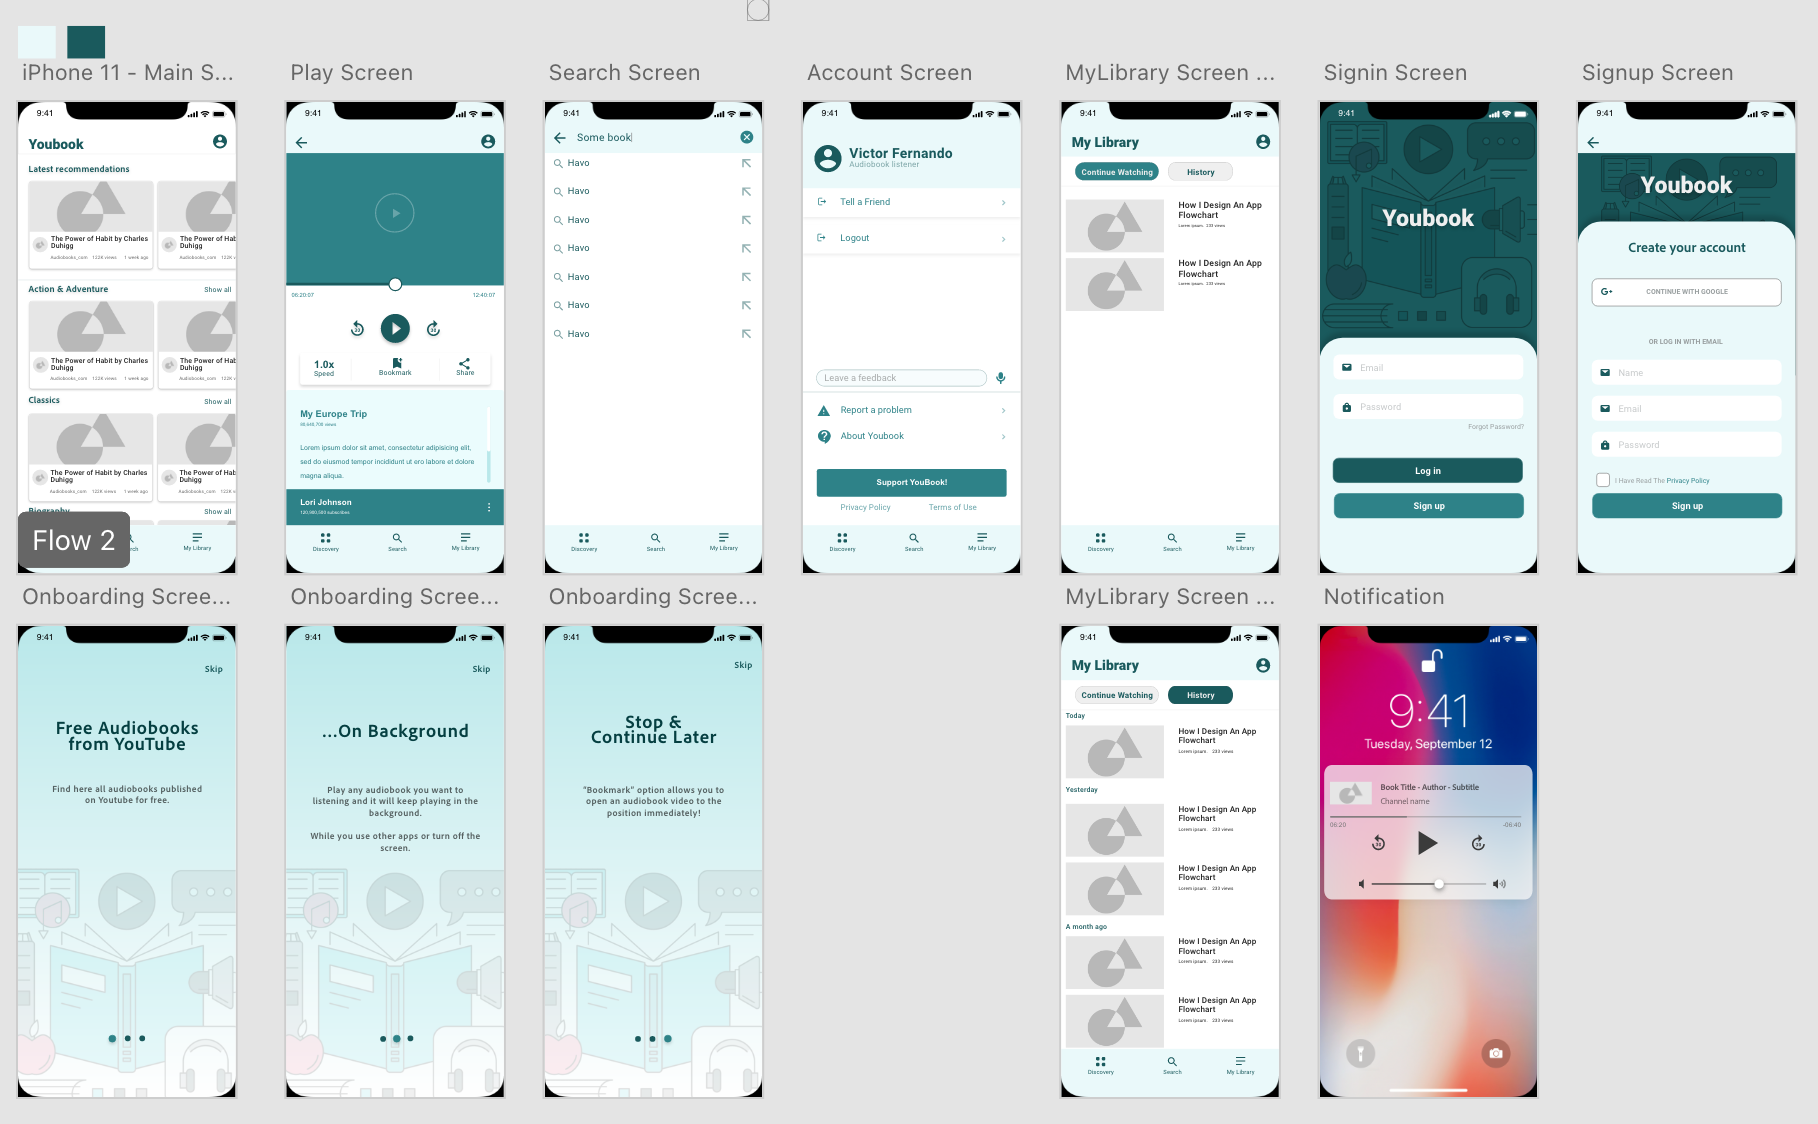 iPhone 11 - Main S...
9:41
Youbook
Latest recommendations
The Power of Habit by Charles
Duhigg
Audiobooks_com 122K views 1 week ago
The Power of Hab
Duhigg
Audiobooks_com 12
Action & Adventure Show all
The Power of Habit by Charles
Duhigg
Audiobooks_com 122K views 1 week ago
The Power of Hab
Duhigg
Audiobooks_com 12
Classics Show all
The Power of Habit by Charles
Duhigg
Audiobooks_com 122K views 1 week ago
The Power of Hab
Duhigg
Audiobooks_com 12
Biography Show all
Flow 2
rch My Library
Play Screen
9:41
06:20:07 12:40:07
30 30
1.0x
Speed Bookmark Share
My Europe Trip
80,640,700 views
Lorem ipsum dolor sit amet, consectetur adipisicing elit,
sed do eiusmod tempor incididunt ut ero labore et dolore
magna aliqua.
Lori Johnson
120,980,593 subscribes
Discovery Search My Library
Search Screen
9:41
Some book
Havo
Havo
Havo
Havo
Havo
Havo
Havo
Discovery Search My Library
Account Screen
9:41
Victor Fernando
Audiobook listener
Tell a Friend
Logout
Leave a feedback
Report a problem
About Youbook
Support YouBook!
Privacy Policy Terms of Use
Discovery Search My Library
MyLibrary Screen ...
9:41
My Library
Continue Watching History
How I Design An App
Flowchart
Lorem ipsum. 233 views
How I Design An App
Flowchart
Lorem ipsum. 233 views
Discovery Search My Library
Signin Screen
9:41
Youbook
Email
Password
Forgot Password?
Log in
Sign up
Signup Screen
9:41
Youbook
Create your account
G+ CONTINUE WITH GOOGLE
OR LOG IN WITH EMAIL
Name
Email
Password
I Have Read The Privacy Policy
Sign up
Onboarding Scree...
9:41
Skip
Free Audiobooks
from YouTube
Find here all audiobooks published
on Youtube for free.
Onboarding Scree...
9:41
Skip
...On Background
Play any audiobook you want to
listening and it will keep playing in the
background.
While you use other apps or turn off the
screen.
Onboarding Scree...
9:41
Skip
Stop &
Continue Later
"Bookmark" option allows you to
open an audiobook video to the
position immediately!
MyLibrary Screen ...
9:41
My Library
Continue Watching History
Today
How I Design An App
Flowchart
Lorem ipsum. 233 views
Yesterday
How I Design An App
Flowchart
Lorem ipsum. 233 views
How I Design An App
Flowchart
Lorem ipsum. 233 views
A month ago
How I Design An App
Flowchart
Lorem ipsum. 233 views
How I Design An App
Flowchart
Lorem ipsum. 233 views
Discovery Search My Library
Notification
9:41
Tuesday, September 12
Book Title - Author - Subtitle
Channel name
06:20 -06:40
30 30